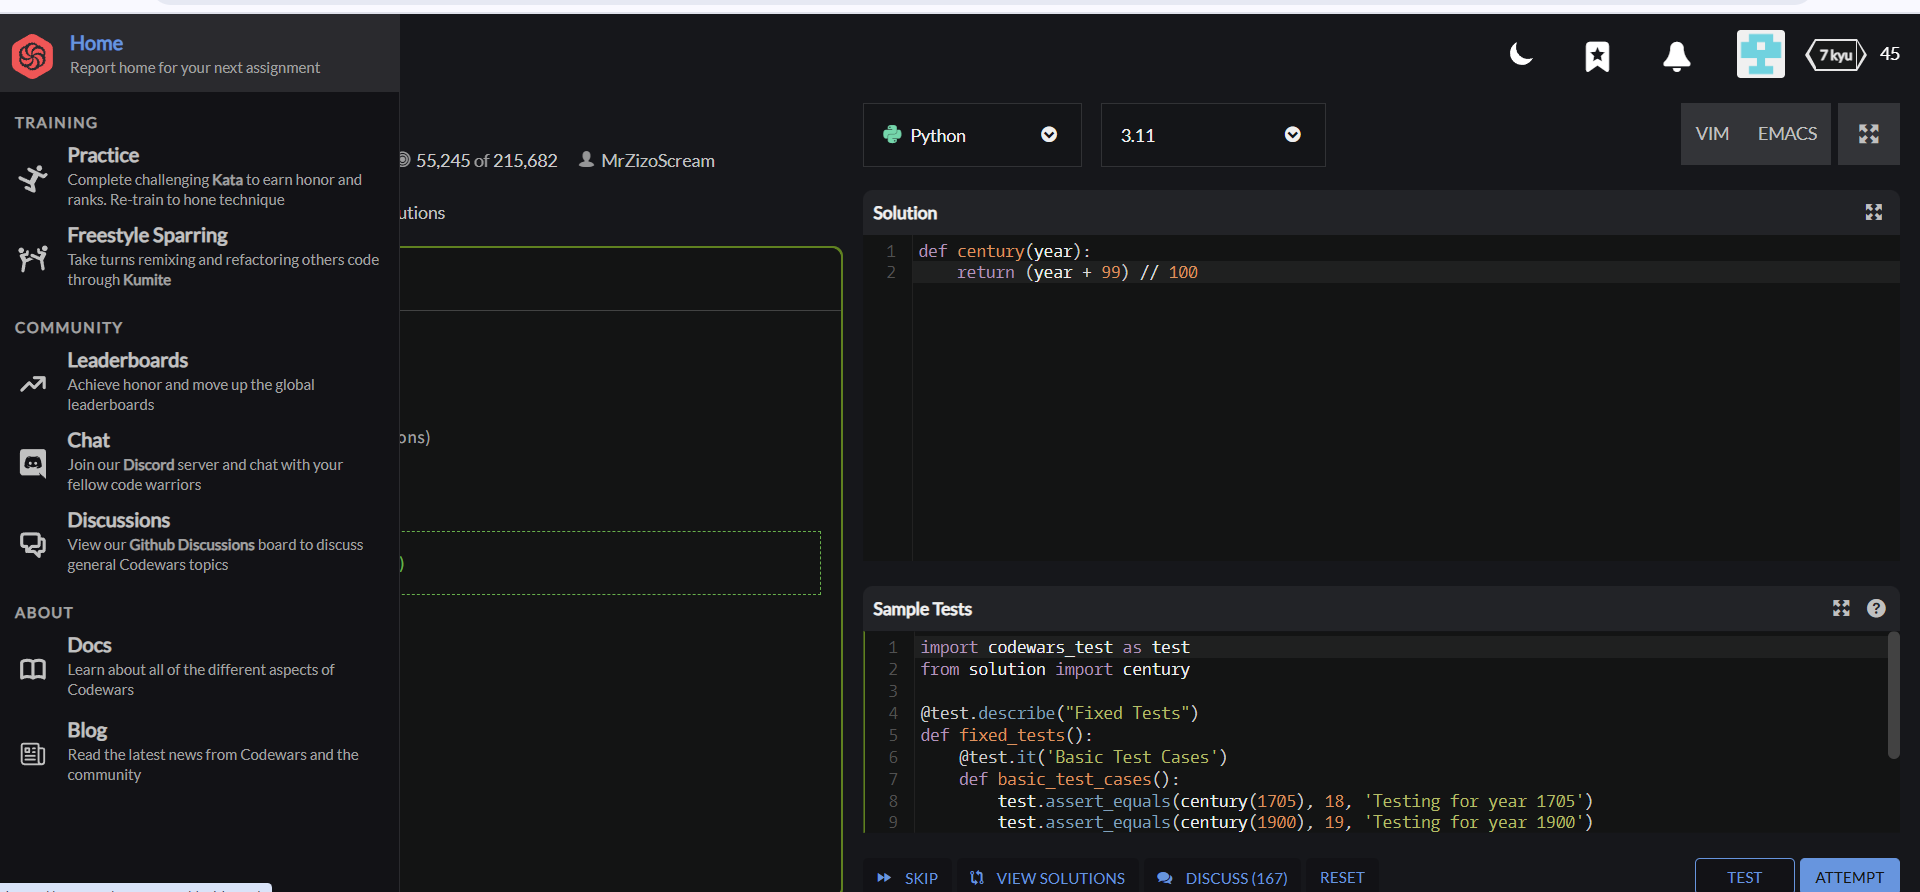 Home
Report home for your next assignment
TRAINING
Practice
Complete challenging Kata to earn honor and
ranks. Re-train to hone technique
Freestyle Sparring
Take turns remixing and refactoring others code
through Kumite
COMMUNITY
Leaderboards
Achieve honor and move up the global
leaderboards
Chat
Join our Discord server and chat with your
fellow code warriors
Discussions
View our Github Discussions board to discuss
general Codewars topics
ABOUT
Docs
Learn about all of the different aspects of
Codewars
Blog
Read the latest news from Codewars and the
community
55,245 of 215,682 MrZizoScream
utions
ons)
)
7 kyu 45
Python 3.11 VIM EMACS
Solution
1 def century(year):
2     return (year + 99) // 100
Sample Tests
1 import codewars_test as test
2 from solution import century
3
4 @test.describe("Fixed Tests")
5 def fixed_tests():
6     @test.it('Basic Test Cases')
7     def basic_test_cases():
8         test.assert_equals(century(1705), 18, 'Testing for year 1705')
9         test.assert_equals(century(1900), 19, 'Testing for year 1900')
SKIP VIEW SOLUTIONS DISCUSS (167) RESET TEST ATTEMPT